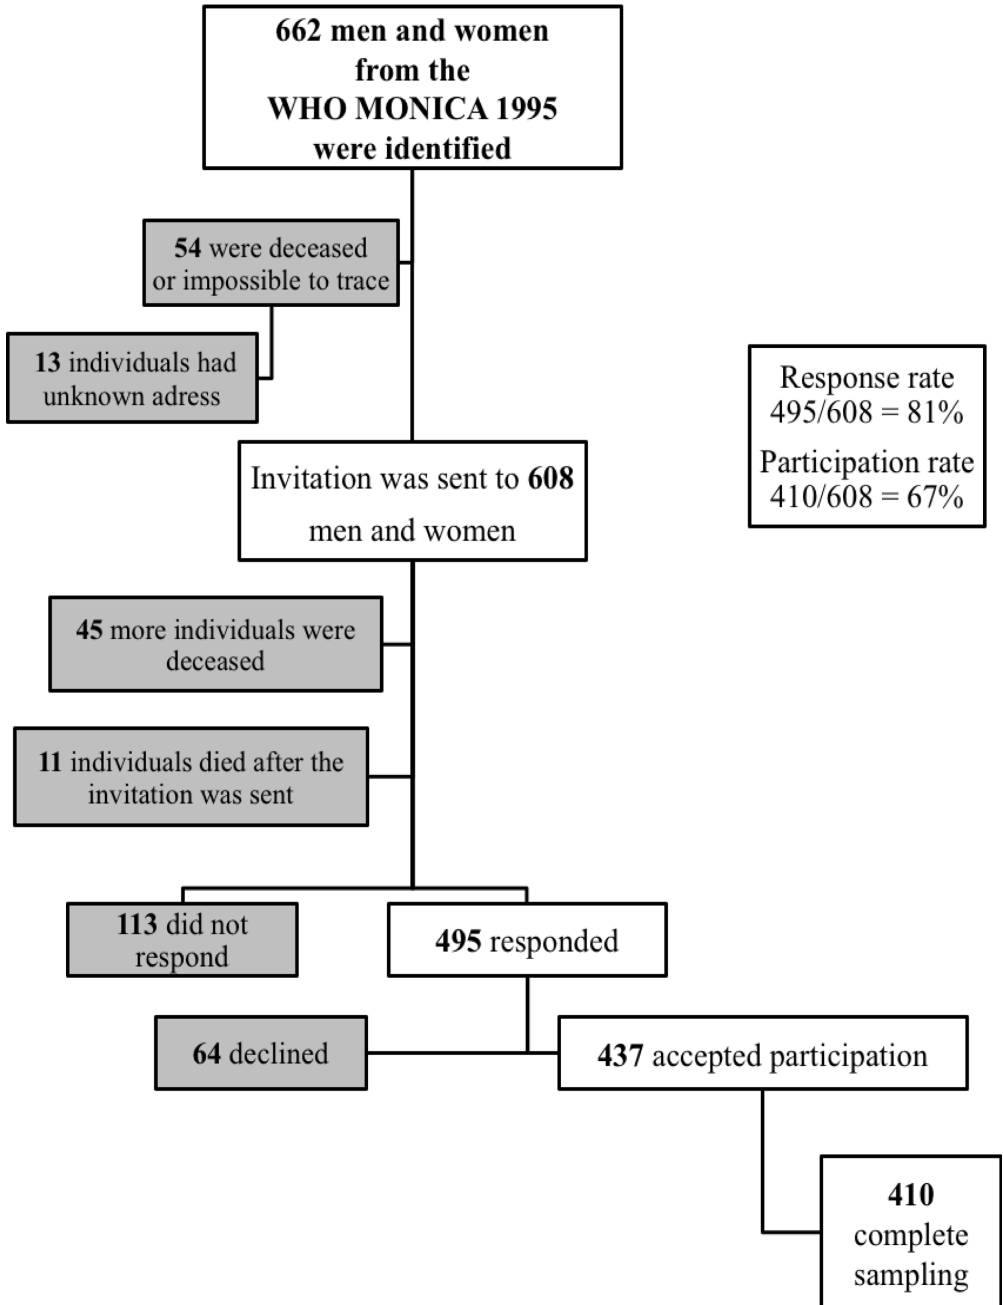 662 men and women
from the
WHO MONICA 1995
were identified
54 were deceased
or impossible to trace
13 individuals had
unknown adress
Response rate
495/608 = 81%
Participation rate
410/608 = 67%
Invitation was sent to 608
men and women
45 more individuals were
deceased
11 individuals died after the
invitation was sent
113 did not
respond
495 responded
64 declined
437 accepted participation
410
complete
sampling